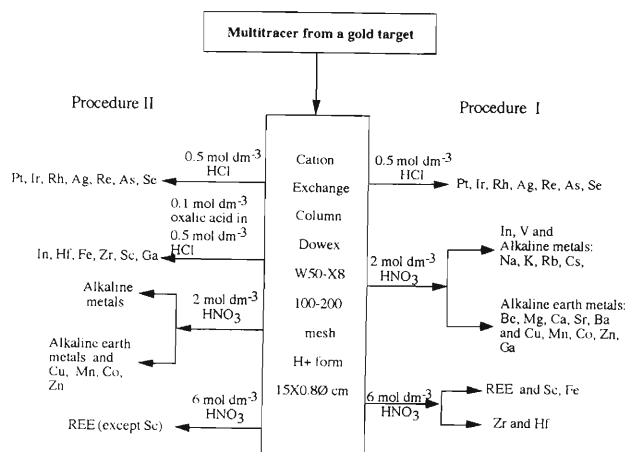 Multitracer from a gold target
Procedure II
Procedure I
0.5 mol dm-3
HCl
Pt, Ir, Rh, Ag, Re, As, Se
0.1 mol dm-3
oxalic acid in
0.5 mol dm-3
HCl
In, Hf, Fe, Zr, Sc, Ga
Alkaline
metals
2 mol dm-3
HNO3
Alkaline earth
metals and
Cu, Mn, Co,
Zn
6 mol dm-3
HNO3
REE (except Sc)
Cation
Exchange
Column
Dowex
W50-X8
100-200
mesh
H+ form
15X0.8Ø cm
0.5 mol dm-3
HCl
Pt, Ir, Rh, Ag, Re, As, Se
2 mol dm-3
HNO3
In, V and
Alkaline metals:
Na, K, Rb, Cs,
Alkaline earth metals:
Be, Mg, Ca, Sr, Ba
and Cu, Mn, Co, Zn,
Ga
6 mol dm-3
HNO3
REE and Sc, Fe
Zr and Hf